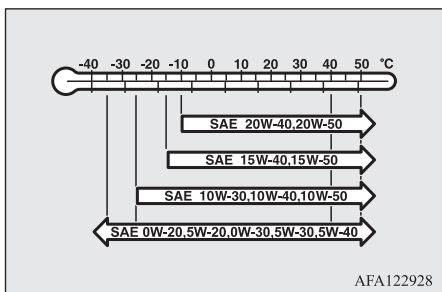 -40 -30 -20 -10 0 10 20 30 40 50 °C
SAE 20W-40,20W-50
SAE 15W-40,15W-50
SAE 10W-30,10W-40,10W-50
SAE 0W-20,5W-20,0W-30,5W-30,5W-40
AFA122928